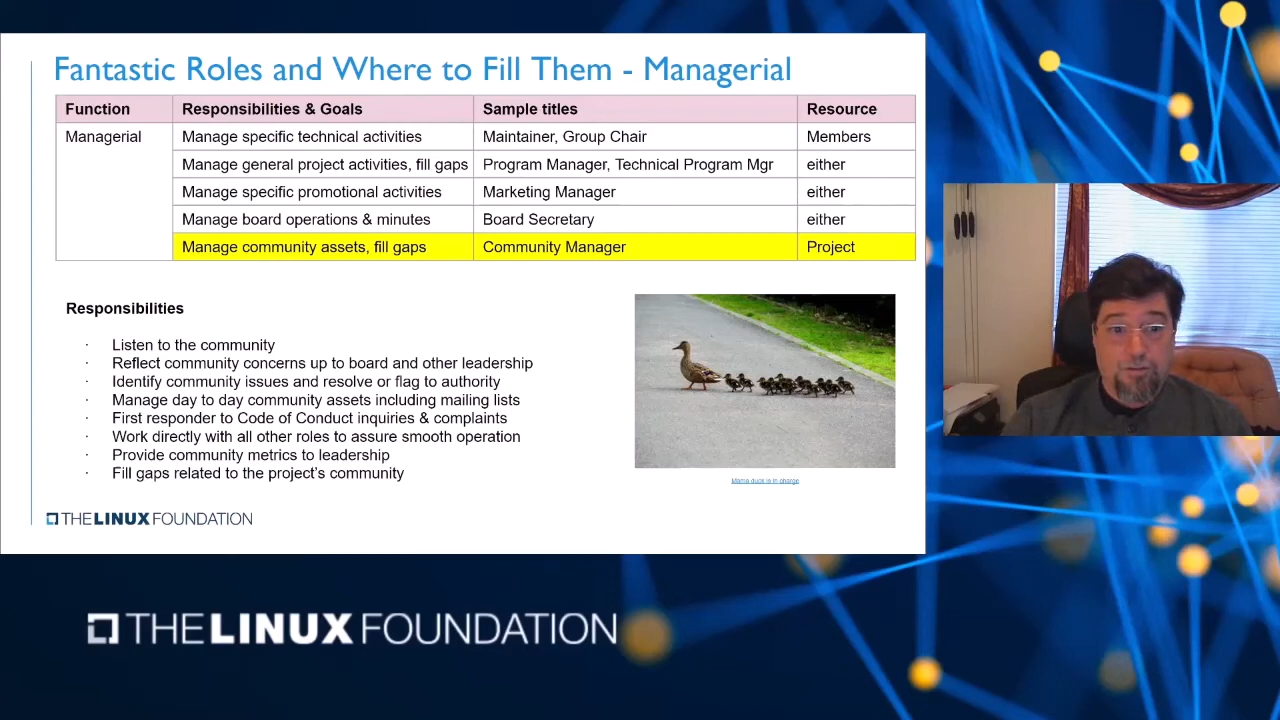 Fantastic Roles and Where to Fill Them - Managerial
Function Responsibilities & Goals Sample titles Resource
Managerial Manage specific technical activities Maintainer, Group Chair Members
Manage general project activities, fill gaps Program Manager, Technical Program Mgr either
Manage specific promotional activities Marketing Manager either
Manage board operations & minutes Board Secretary either
Manage community assets, fill gaps Community Manager Project
Responsibilities
· Listen to the community
· Reflect community concerns up to board and other leadership
· Identify community issues and resolve or flag to authority
· Manage day to day community assets including mailing lists
· First responder to Code of Conduct inquiries & complaints
· Work directly with all other roles to assure smooth operation
· Provide community metrics to leadership
· Fill gaps related to the project's community
Mama duck is in charge
THE LINUX FOUNDATION
THE LINUX FOUNDATION